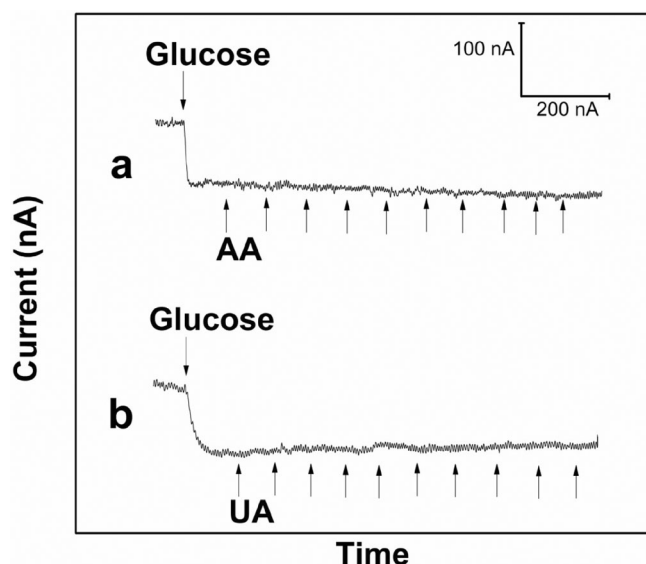 Glucose
100 nA
200 nA
a
AA
Current (nA)
Glucose
b
UA
Time